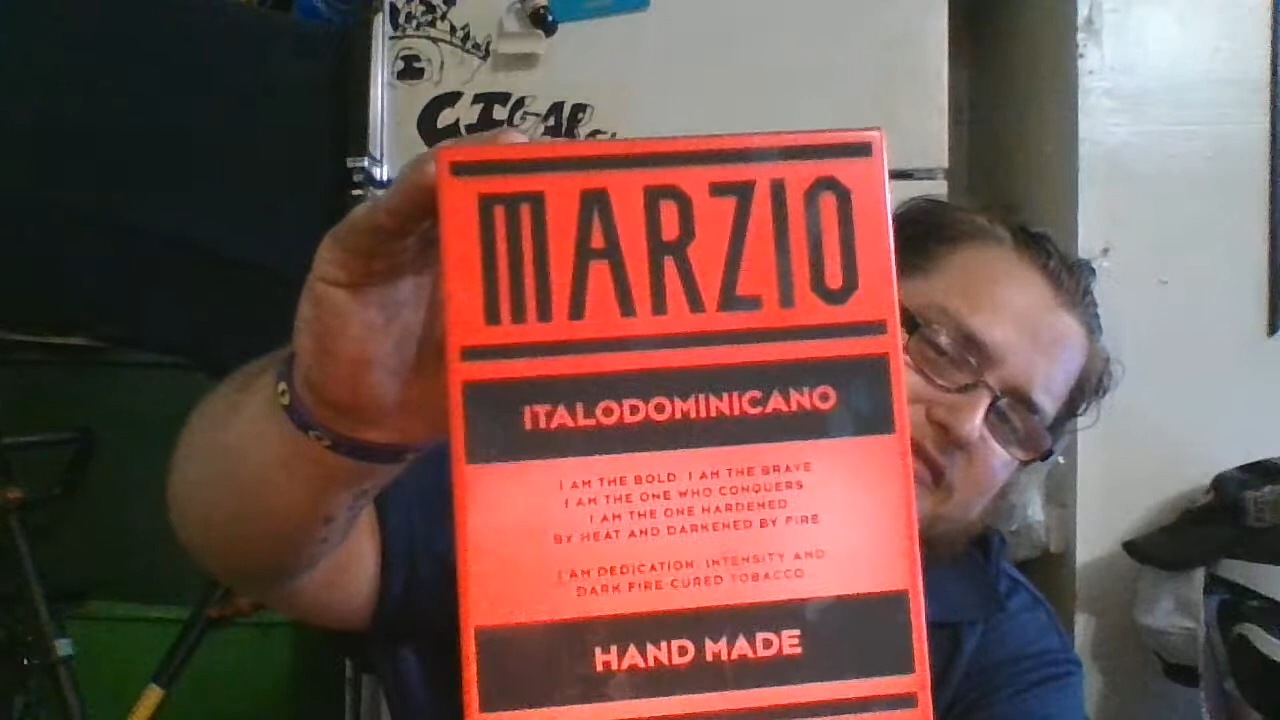 CIGAR
MARZIO
ITALODOMINICANO
I AM THE BOLD, I AM THE BRAVE
I AM THE ONE WHO CONQUERS
I AM THE ONE HARDENED
BY HEAT AND DARKENED BY FIRE
I AM DEDICATION, INTENSITY AND
DARK FIRE-CURED TOBACCO
HAND MADE